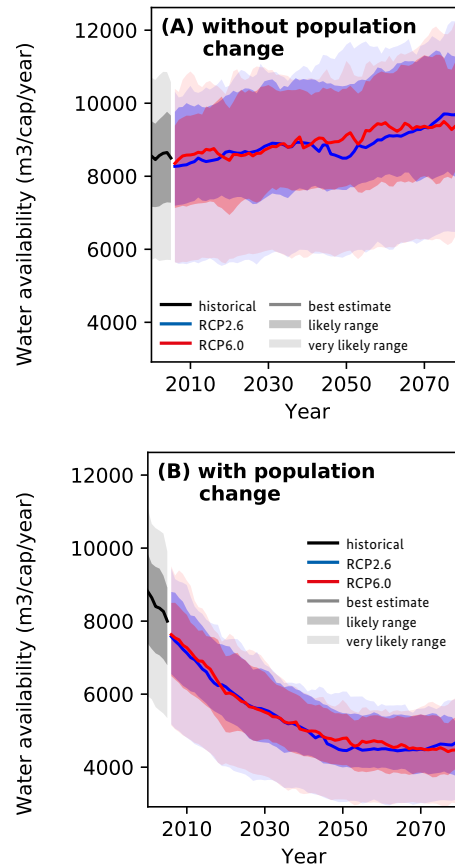 (A) without population
change
12000
10000
8000
6000
4000
Water availability (m3/cap/year)
historical
RCP2.6
RCP6.0
best estimate
likely range
very likely range
2010
2030
2050
2070
Year
(B) with population
change
12000
10000
8000
6000
4000
Water availability (m3/cap/year)
historical
RCP2.6
RCP6.0
best estimate
likely range
very likely range
2010
2030
2050
2070
Year